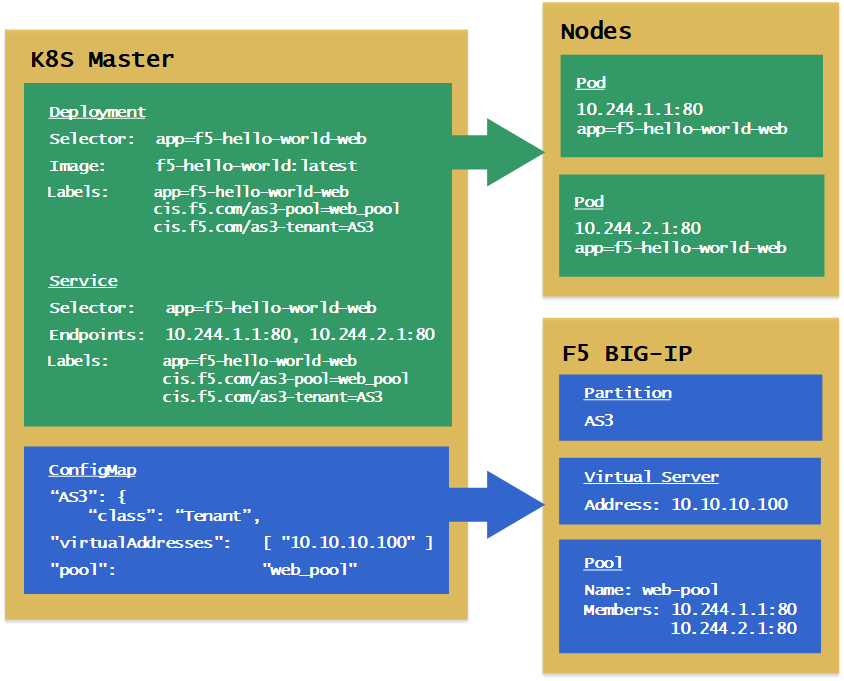 K8S Master
Deployment
Selector: app=f5-hello-world-web
Image: f5-hello-world:latest
Labels: app=f5-hello-world-web
cis.f5.com/as3-pool=web_pool
cis.f5.com/as3-tenant=AS3
Service
Selector: app=f5-hello-world-web
Endpoints: 10.244.1.1:80, 10.244.2.1:80
Labels: app=f5-hello-world-web
cis.f5.com/as3-pool=web_pool
cis.f5.com/as3-tenant=AS3
ConfigMap
“AS3”: {
“class”: “Tenant”,
"virtualAddresses": [ "10.10.10.100" ]
"pool": "web_pool"
Nodes
Pod
10.244.1.1:80
app=f5-hello-world-web
Pod
10.244.2.1:80
app=f5-hello-world-web
F5 BIG-IP
Partition
AS3
Virtual Server
Address: 10.10.10.100
Pool
Name: web-pool
Members: 10.244.1.1:80
10.244.2.1:80